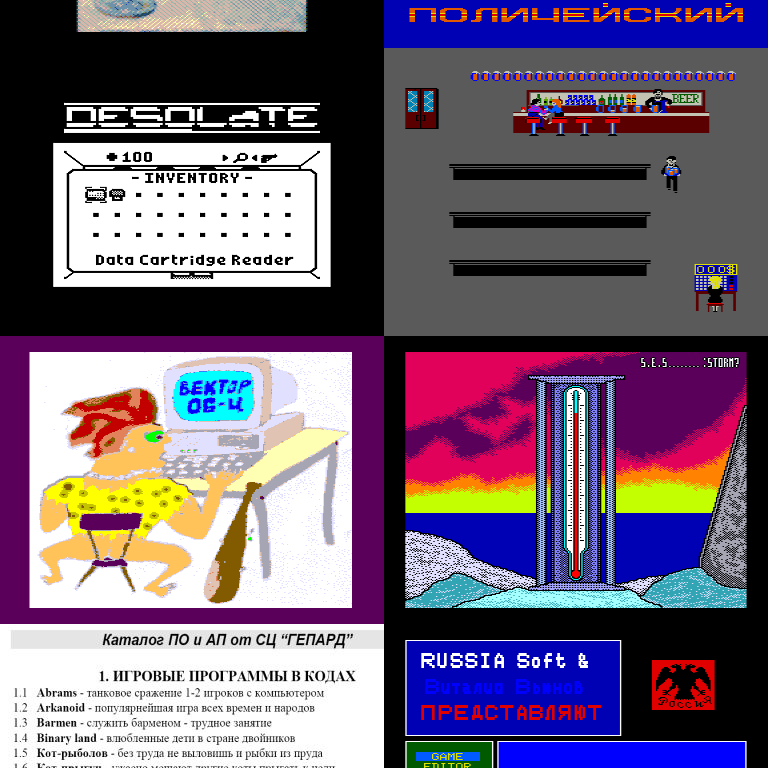 DESOLATE
100
- INVENTORY -
Data Cartridge Reader
ПОЛИЦЕЙСКИЙ
BEER
000
ВЕКТОР
06-Ц
S.E.S........:STORM?
Каталог ПО и АП от СЦ “ГЕПАРД”
1. ИГРОВЫЕ ПРОГРАММЫ В КОДАХ
1.1 Abrams - танковое сражение 1-2 игроков с компьютером
1.2 Arkanoid - популярнейшая игра всех времен и народов
1.3 Barmen - служить барменом - трудное занятие
1.4 Binary land - влюбленные дети в стране двойников
1.5 Кот-рыболов - без труда не выловишь и рыбки из пруда
RUSSIA Soft &
Виталий
ПРЕДСТАВЛЯЮТ
Россия
GAME
EDITOR